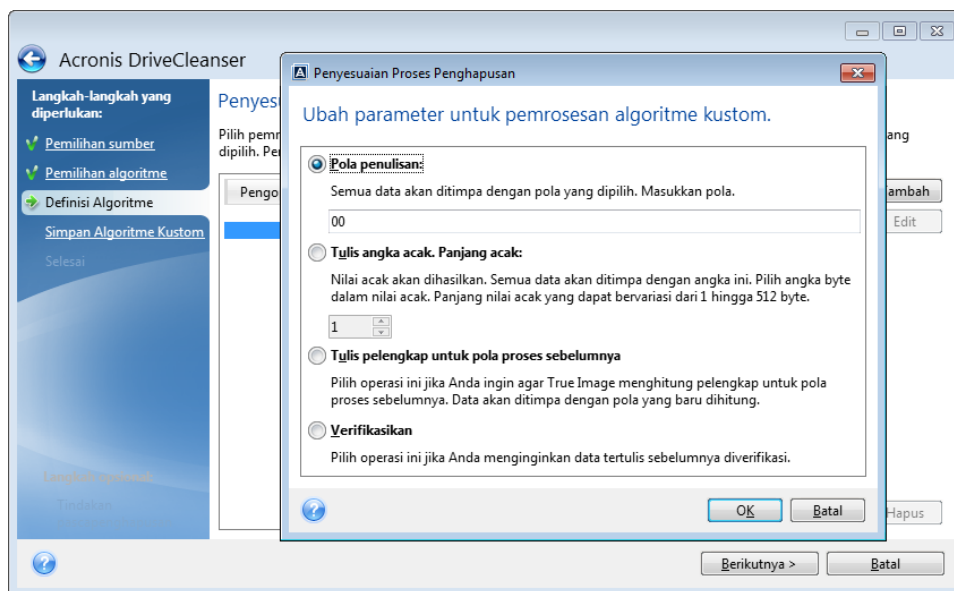 Acronis DriveCleanser
Langkah-langkah yang
diperlukan:
Pemilihan sumber
Pemilihan algoritme
Definisi Algoritme
Simpan Algoritme Kustom
Selesai
Langkah opsional:
Tindakan
Pilih
dipilih.
ang
Edit
Hapus
Berikutnya >
Batal
Penyesuaian Proses Penghapusan
Ubah parameter untuk pemrosesan algoritme kustom.
Pola penulisan:
Semua data akan ditimpa dengan pola yang dipilih. Masukkan pola.
00
Tulis angka acak. Panjang acak:
Nilai acak akan dihasilkan. Semua data akan ditimpa dengan angka ini. Pilih angka byte
dalam nilai acak. Panjang nilai acak yang dapat bervariasi dari 1 hingga 512 byte.
1
Tulis pelengkap untuk pola proses sebelumnya
Pilih operasi ini jika Anda ingin agar True Image menghitung pelengkap untuk pola
proses sebelumnya. Data akan ditimpa dengan pola yang baru dihitung.
Verifikasikan
Pilih operasi ini jika Anda menginginkan data tertulis sebelumnya diverifikasi.
OK
Batal